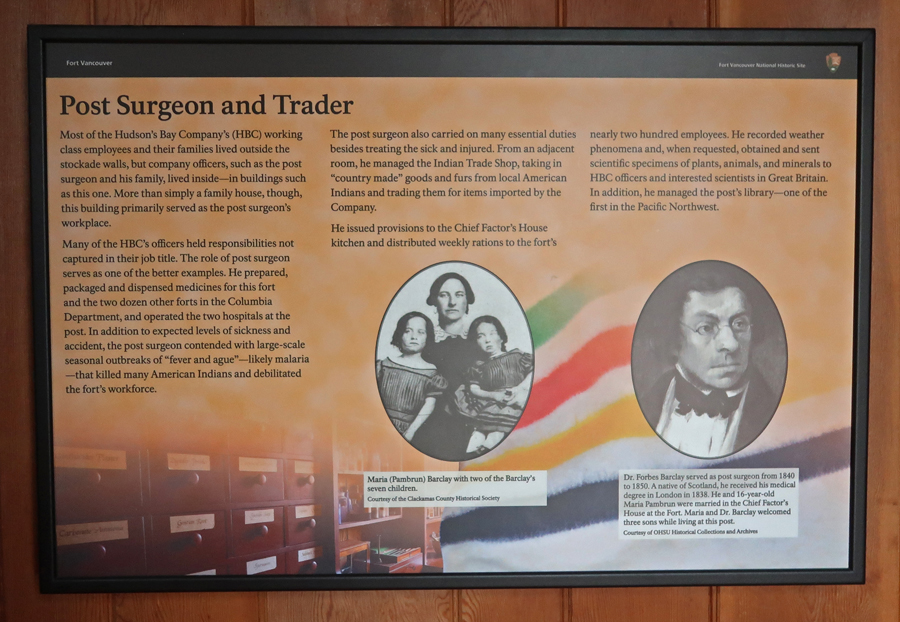 Fort Vancouver
Fort Vancouver National Historic Site
Post Surgeon and Trader
Most of the Hudson's Bay Company's (HBC) working
class employees and their families lived outside the
stockade walls, but company officers, such as the post
surgeon and his family, lived inside—in buildings such
as this one. More than simply a family house, though,
this building primarily served as the post surgeon's
workplace.
Many of the HBC's officers held responsibilities not
captured in their job title. The role of post surgeon
serves as one of the better examples. He prepared,
packaged and dispensed medicines for this fort
and the two dozen other forts in the Columbia
Department, and operated the two hospitals at the
post. In addition to expected levels of sickness and
accident, the post surgeon contended with large-scale
seasonal outbreaks of “fever and ague”—likely malaria
—that killed many American Indians and debilitated
the fort's workforce.
The post surgeon also carried on many essential duties
besides treating the sick and injured. From an adjacent
room, he managed the Indian Trade Shop, taking in
“country made” goods and furs from local American
Indians and trading them for items imported by the
Company.
He issued provisions to the Chief Factor's House
kitchen and distributed weekly rations to the fort's
nearly two hundred employees. He recorded weather
phenomena and, when requested, obtained and sent
scientific specimens of plants, animals, and minerals to
HBC officers and interested scientists in Great Britain.
In addition, he managed the post's library—one of the
first in the Pacific Northwest.
Maria (Pambrun) Barclay with two of the Barclay's
seven children.
Courtesy of the Clackamas County Historical Society
Dr. Forbes Barclay served as post surgeon from 1840
to 1850. A native of Scotland, he received his medical
degree in London in 1838. He and 16-year-old
Maria Pambrun were married in the Chief Factor's
House at the Fort. Maria and Dr. Barclay welcomed
three sons while living at this post.
Courtesy of OHSU Historical Collections and Archives